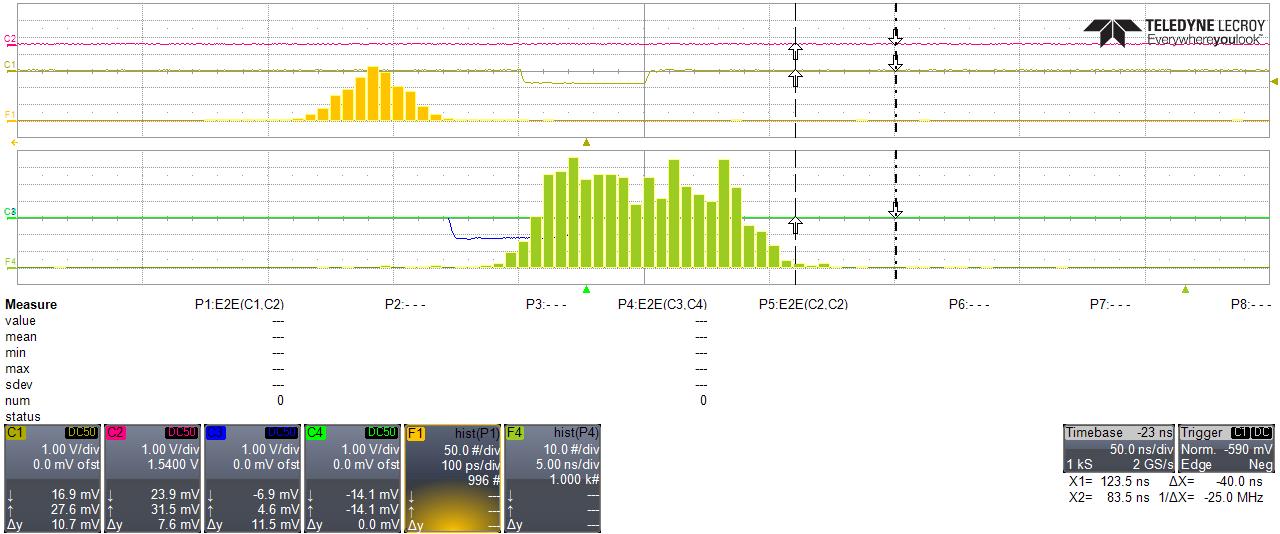 TELEDYNE LECROY
Everywhereyoulook™
C2
C1
F1
C3
F4
Measure P1:E2E(C1,C2) P2:- - - P3:- - - P4:E2E(C3,C4) P5:E2E(C2,C2) P6:- - - P7:- - - P8:- - -
value --- ---
mean --- ---
min --- ---
max --- ---
sdev --- ---
num 0 0
status
C1 DC50
1.00 V/div
0.0 mV ofst
↓ 16.9 mV
↑ 27.6 mV
Δy 10.7 mV
C2 DC50
1.00 V/div
1.5400 V
↓ 23.9 mV
↑ 31.5 mV
Δy 7.6 mV
C3 DC50
1.00 V/div
0.0 mV ofst
↓ -6.9 mV
↑ 4.6 mV
Δy 11.5 mV
C4 DC50
1.00 V/div
0.0 mV ofst
↓ -14.1 mV
↑ -14.1 mV
Δy 0.0 mV
F1 hist(P1)
50.0 #/div
100 ps/div
996 #
↓ ---
↑ ---
Δy ---
F4 hist(P4)
10.0 #/div
5.00 ns/div
1.000 k#
↓ ---
↑ ---
Δy ---
Timebase -23 ns
50.0 ns/div
1 kS 2 GS/s
Trigger C1 DC
Norm. -590 mV
Edge Neg
X1= 123.5 ns ΔX= -40.0 ns
X2= 83.5 ns 1/ΔX= -25.0 MHz